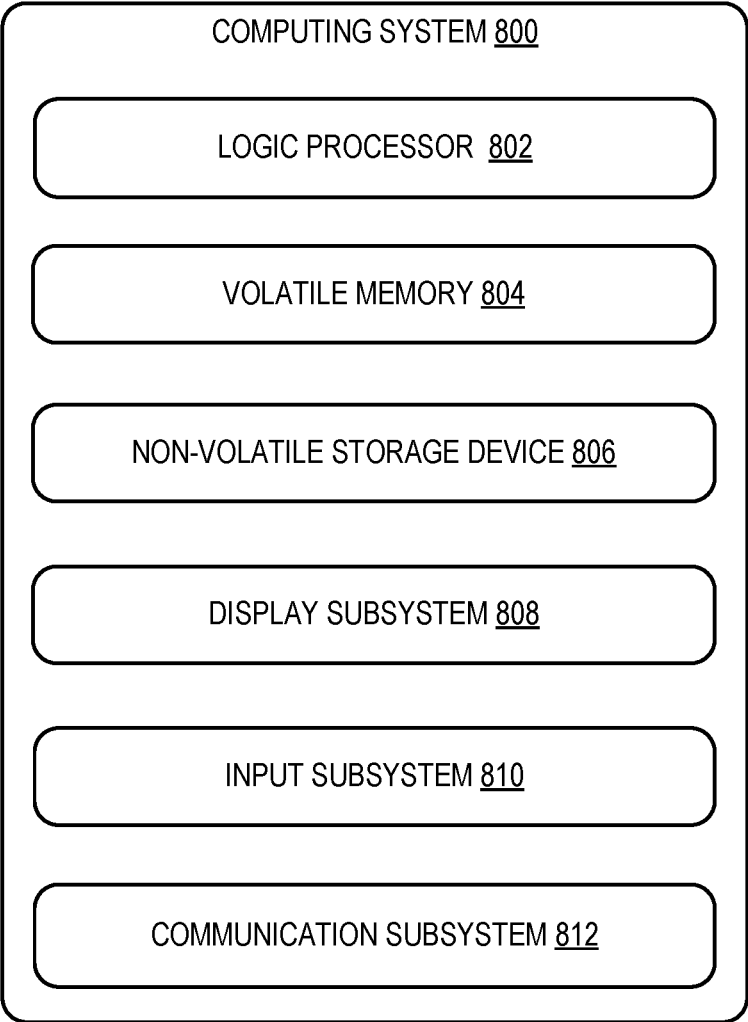 COMPUTING SYSTEM 800
LOGIC PROCESSOR 802
VOLATILE MEMORY 804
NON-VOLATILE STORAGE DEVICE 806
DISPLAY SUBSYSTEM 808
INPUT SUBSYSTEM 810
COMMUNICATION SUBSYSTEM 812